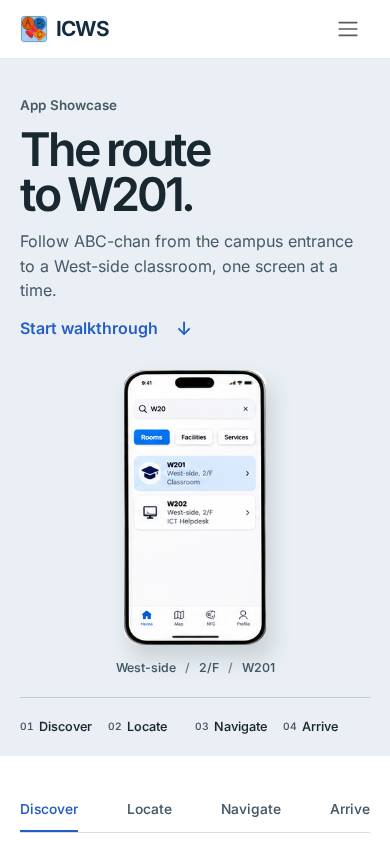 ICWS
App Showcase
The route
to W201.
Follow ABC-chan from the campus entrance
to a West-side classroom, one screen at a
time.
Start walkthrough ↓
9:41
W20 ×
Rooms Facilities Services
W201
West-side, 2/F
Classroom
W202
West-side, 2/F
ICT Helpdesk
Home Map NFC Profile
West-side / 2/F / W201
01 Discover 02 Locate 03 Navigate 04 Arrive
Discover Locate Navigate Arrive